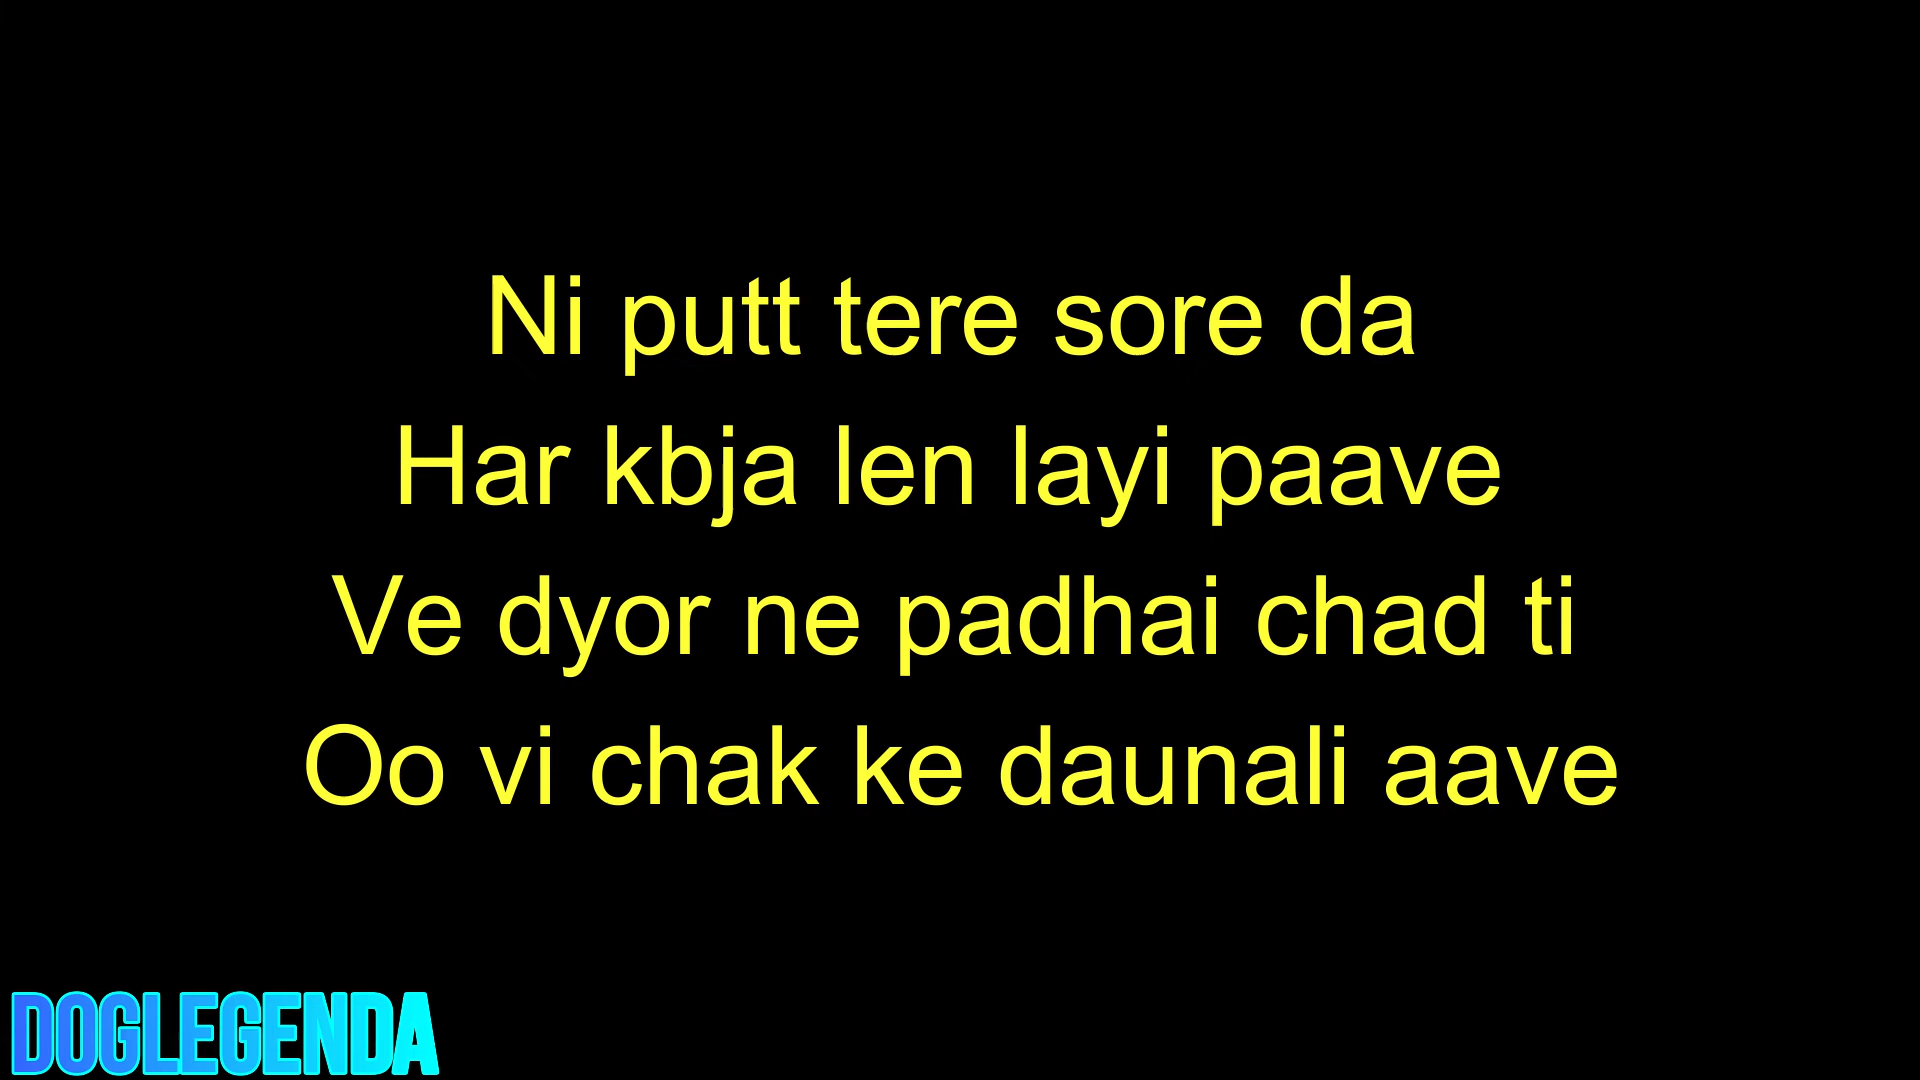 Ni putt tere sore da
Har kbja len layi paave
Ve dyor ne padhai chad ti
Oo vi chak ke daunali aave
DOGLEGENDA